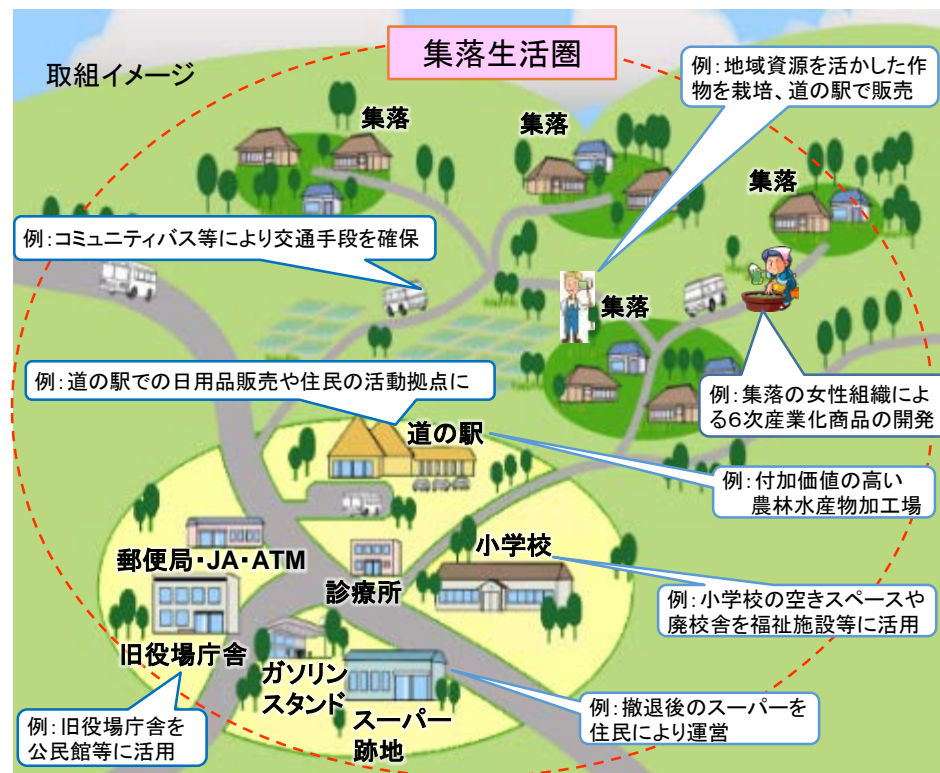 集落生活圏
取組イメージ
例：地域資源を活かした作
物を栽培、道の駅で販売
集落
集落
集落
例：コミュニティバス等により交通手段を確保
集落
例：道の駅での日用品販売や住民の活動拠点に
例：集落の女性組織によ
る６次産業化商品の開発
道の駅
例：付加価値の高い
農林水産物加工場
小学校
郵便局・JA・ATM
診療所
例：小学校の空きスペースや
廃校舎を福祉施設等に活用
旧役場庁舎
ガソリン
スタンド
スーパー
跡地
例：撤退後のスーパーを
住民により運営
例：旧役場庁舎を
公民館等に活用